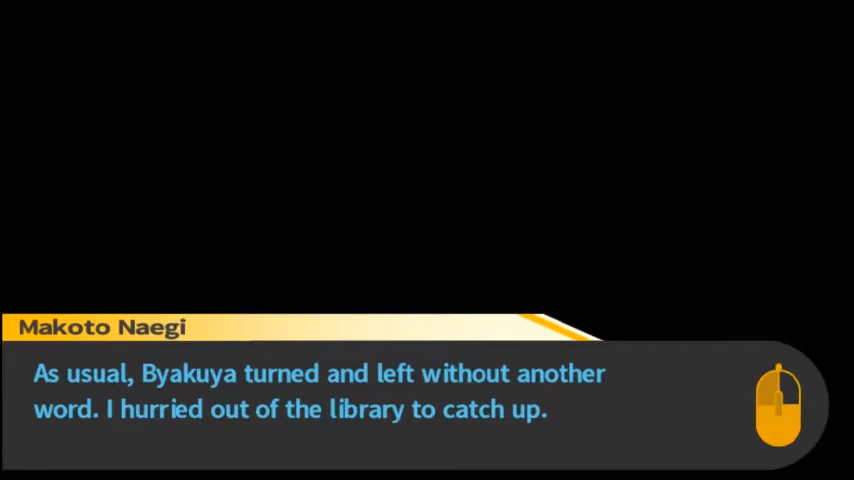 Makoto Naegi
As usual, Byakuya turned and left without another
word. I hurried out of the library to catch up.